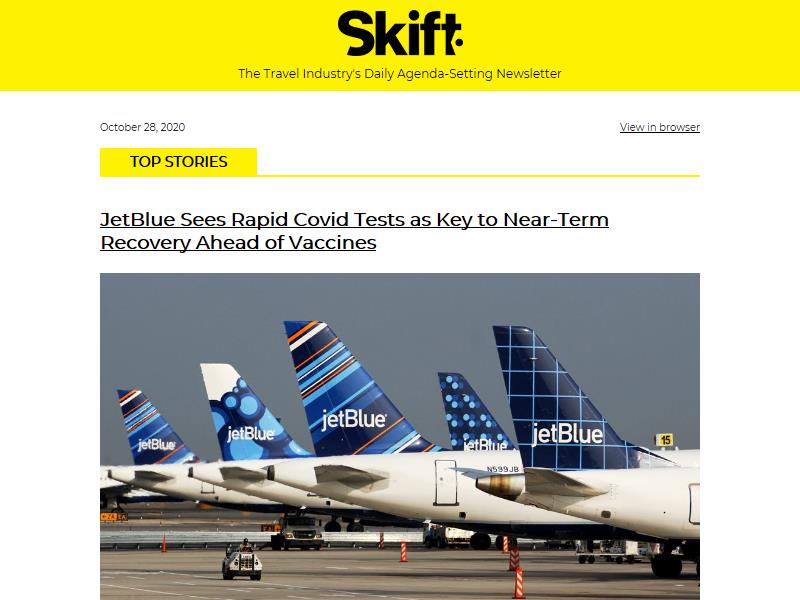 Skift
The Travel Industry's Daily Agenda-Setting Newsletter
October 28, 2020
View in browser
TOP STORIES
JetBlue Sees Rapid Covid Tests as Key to Near-Term
Recovery Ahead of Vaccines
jetBlue
jetBlue
jetBlue
jetBlue
jetBlue
15
N599JB